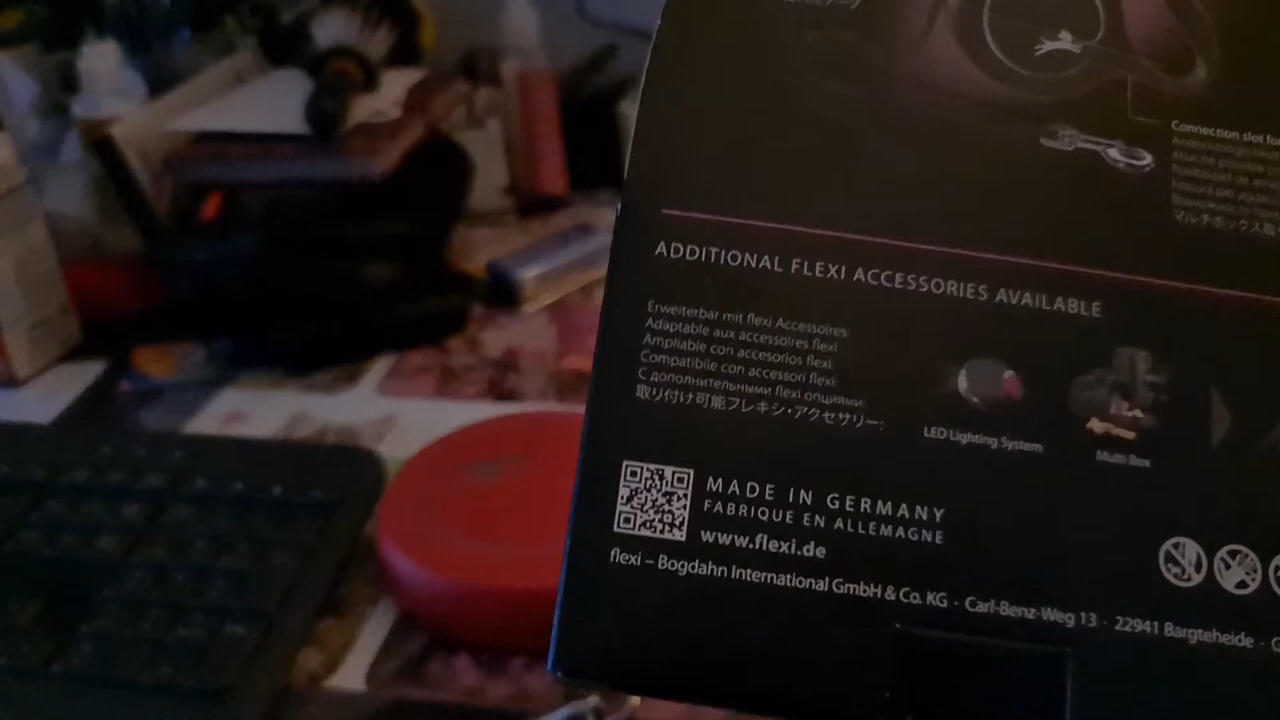 Connection slot fo
マルチボックス
ADDITIONAL FLEXI ACCESSORIES AVAILABLE
Erweiterbar mit flexi Accessoires:
Adaptable aux accessoires flexi:
Ampliable con accesorios flexi:
Compatibile con accessori flexi:
С дополнительными flexi опциями:
取り付け可能フレキシ・アクセサリー:
LED Lighting System
Multi Box
MADE IN GERMANY
FABRIQUE EN ALLEMAGNE
www.flexi.de
flexi – Bogdahn International GmbH & Co. KG · Carl-Benz-Weg 13 · 22941 Bargteheide ·